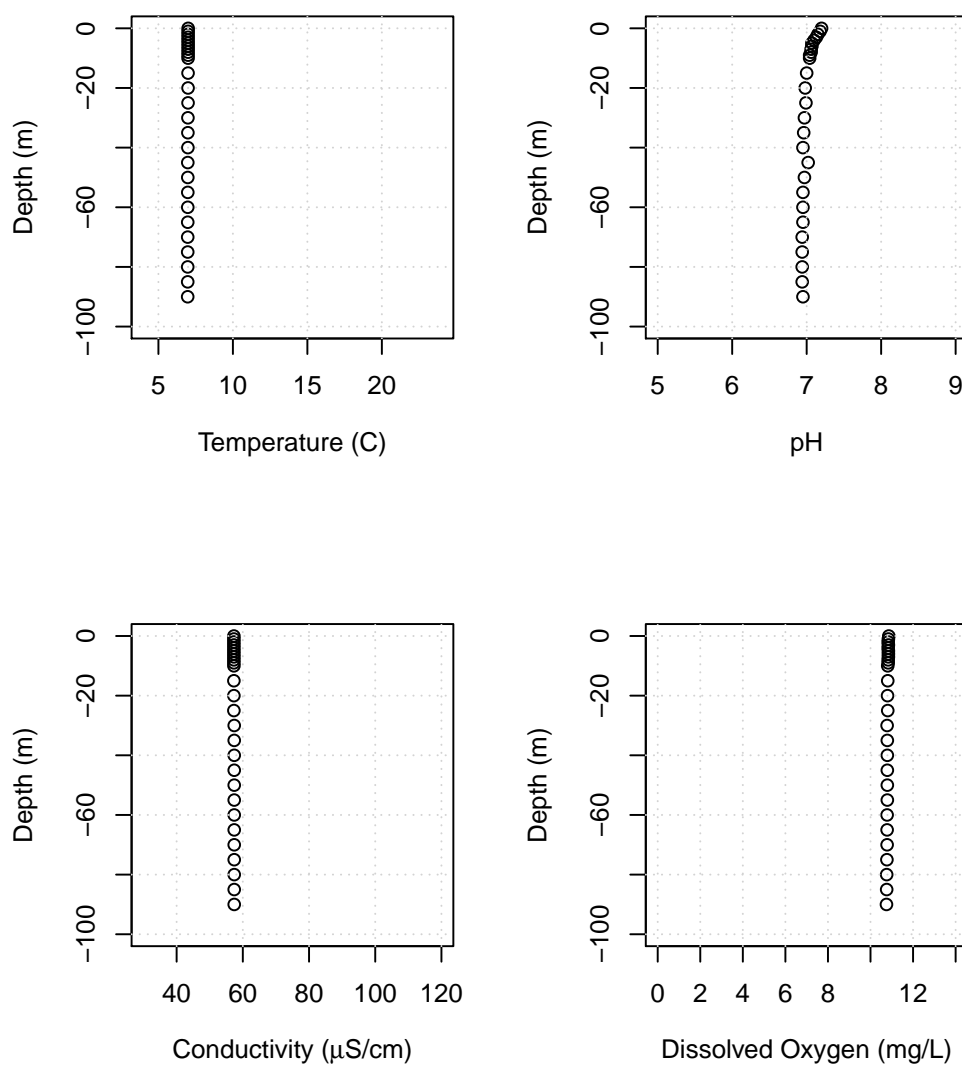 0
−20
−60
−100
Depth (m)
5 10 15 20
Temperature (C)
0
−20
−60
−100
Depth (m)
5 6 7 8 9
pH
0
−20
−60
−100
Depth (m)
40 60 80 100 120
Conductivity (µS/cm)
0
−20
−60
−100
Depth (m)
0 2 4 6 8 12
Dissolved Oxygen (mg/L)